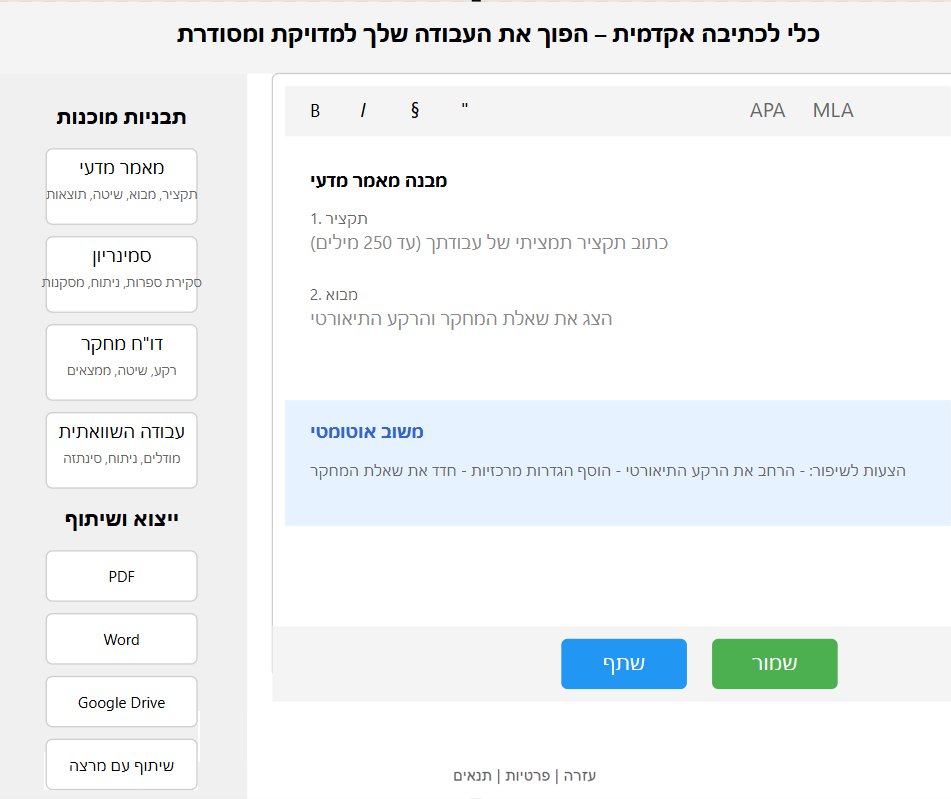 כלי לכתיבה אקדמית – הפוך את העבודה שלך למדויקת ומסודרת
תבניות מוכנות
מאמר מדעי
תקציר, מבוא, שיטה, תוצאות
סמינריון
סקירת ספרות, ניתוח, מסקנות
דו"ח מחקר
רקע, שיטה, ממצאים
עבודה השוואתית
מודלים, ניתוח, סינתזה
ייצוא ושיתוף
PDF
Word
Google Drive
שיתוף עם מרצה
B I § " APA MLA
מבנה מאמר מדעי
1. תקציר
כתוב תקציר תמציתי של עבודתך (עד 250 מילים)
2. מבוא
הצג את שאלת המחקר והרקע התיאורטי
משוב אוטומטי
הצעות לשיפור: - הרחב את הרקע התיאורטי - הוסף הגדרות מרכזיות - חדד את שאלת המחקר
שתף
שמור
עזרה | פרטיות | תנאים